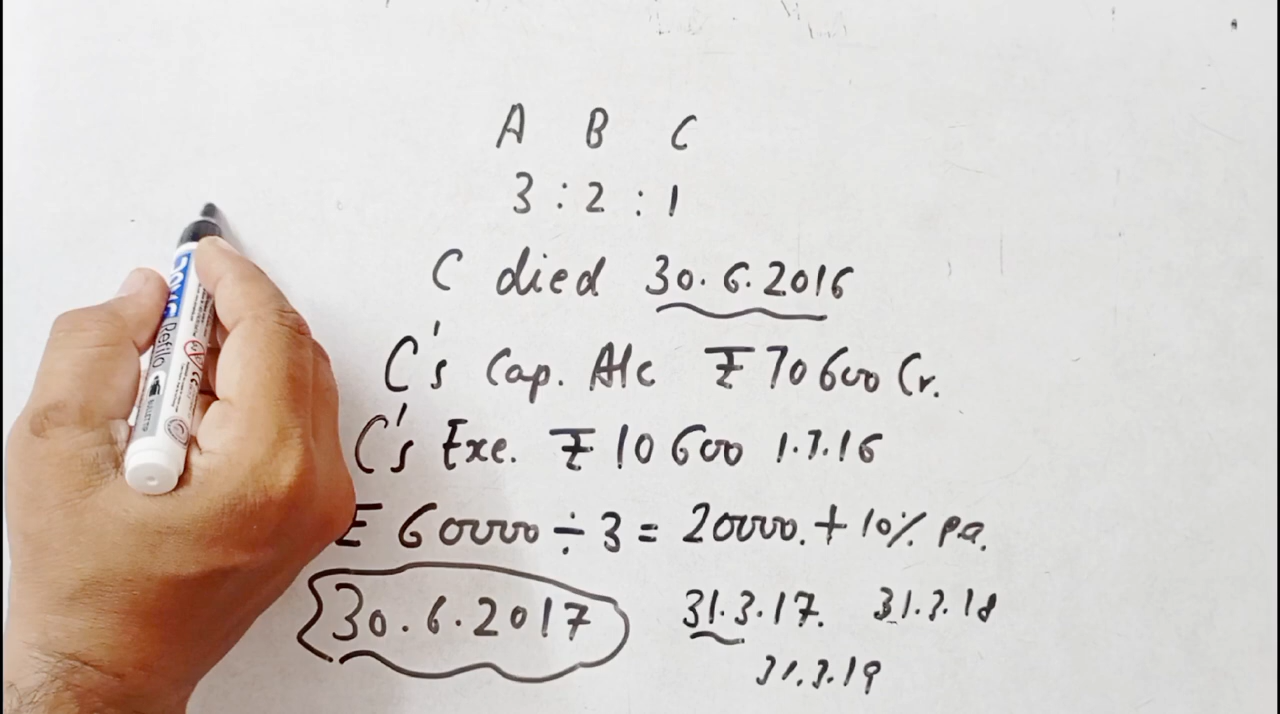 A B C
3 : 2 : 1
C died 30.6.2016
C's Cap. A/c ₹ 70600 Cr.
C's Exe. ₹ 10600 1.7.16
₹ 60000 ÷ 3 = 20000. + 10% p.a.
30.6.2017 31.3.17. 31.3.18
31.3.19
Refilo